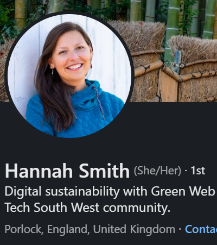 Hannah Smith (She/Her) · 1st
Digital sustainability with Green Web
Tech South West community.
Porlock, England, United Kingdom · Conta